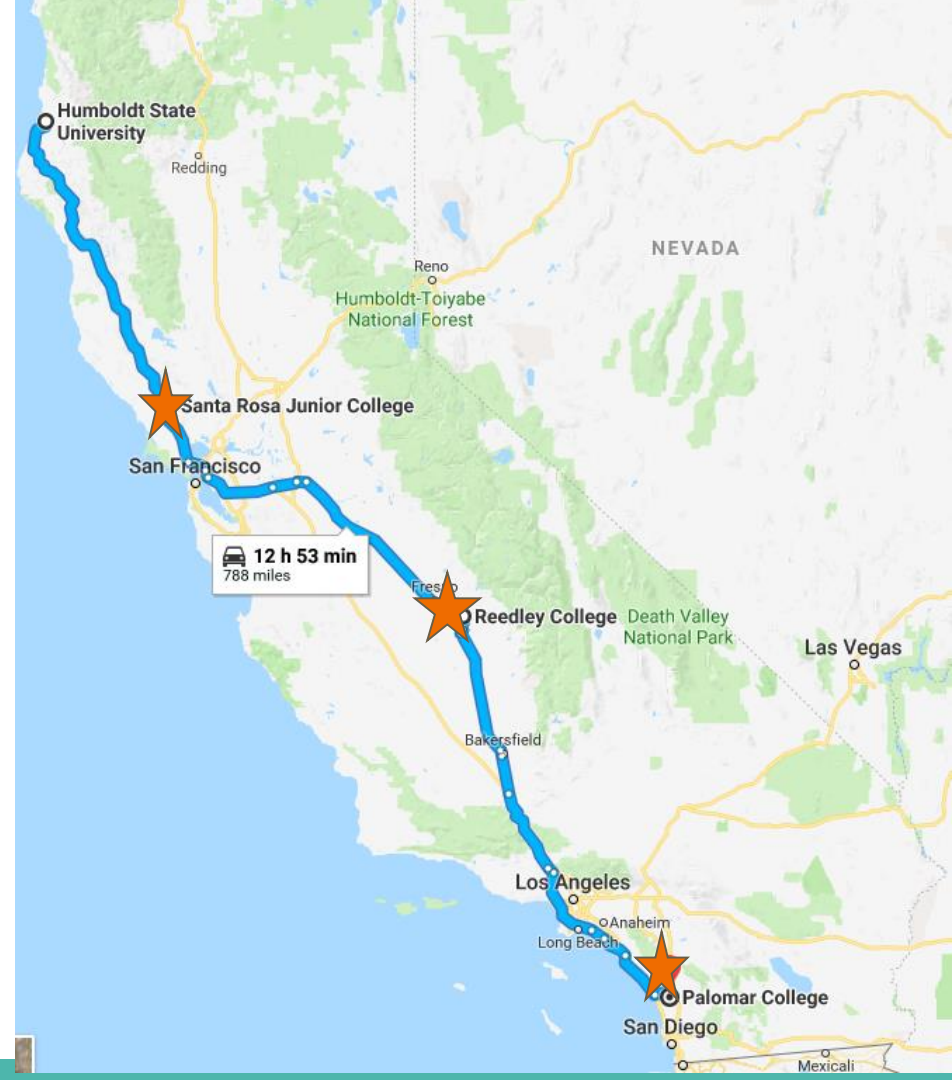 Humboldt State
University
Redding
NEVADA
Reno
Humboldt-Toiyabe
National Forest
Santa Rosa Junior College
San Francisco
12 h 53 min
788 miles
Fresno
Reedley College
Death Valley
National Park
Las Vegas
Bakersfield
Los Angeles
Anaheim
Long Beach
Palomar College
San Diego
Mexicali